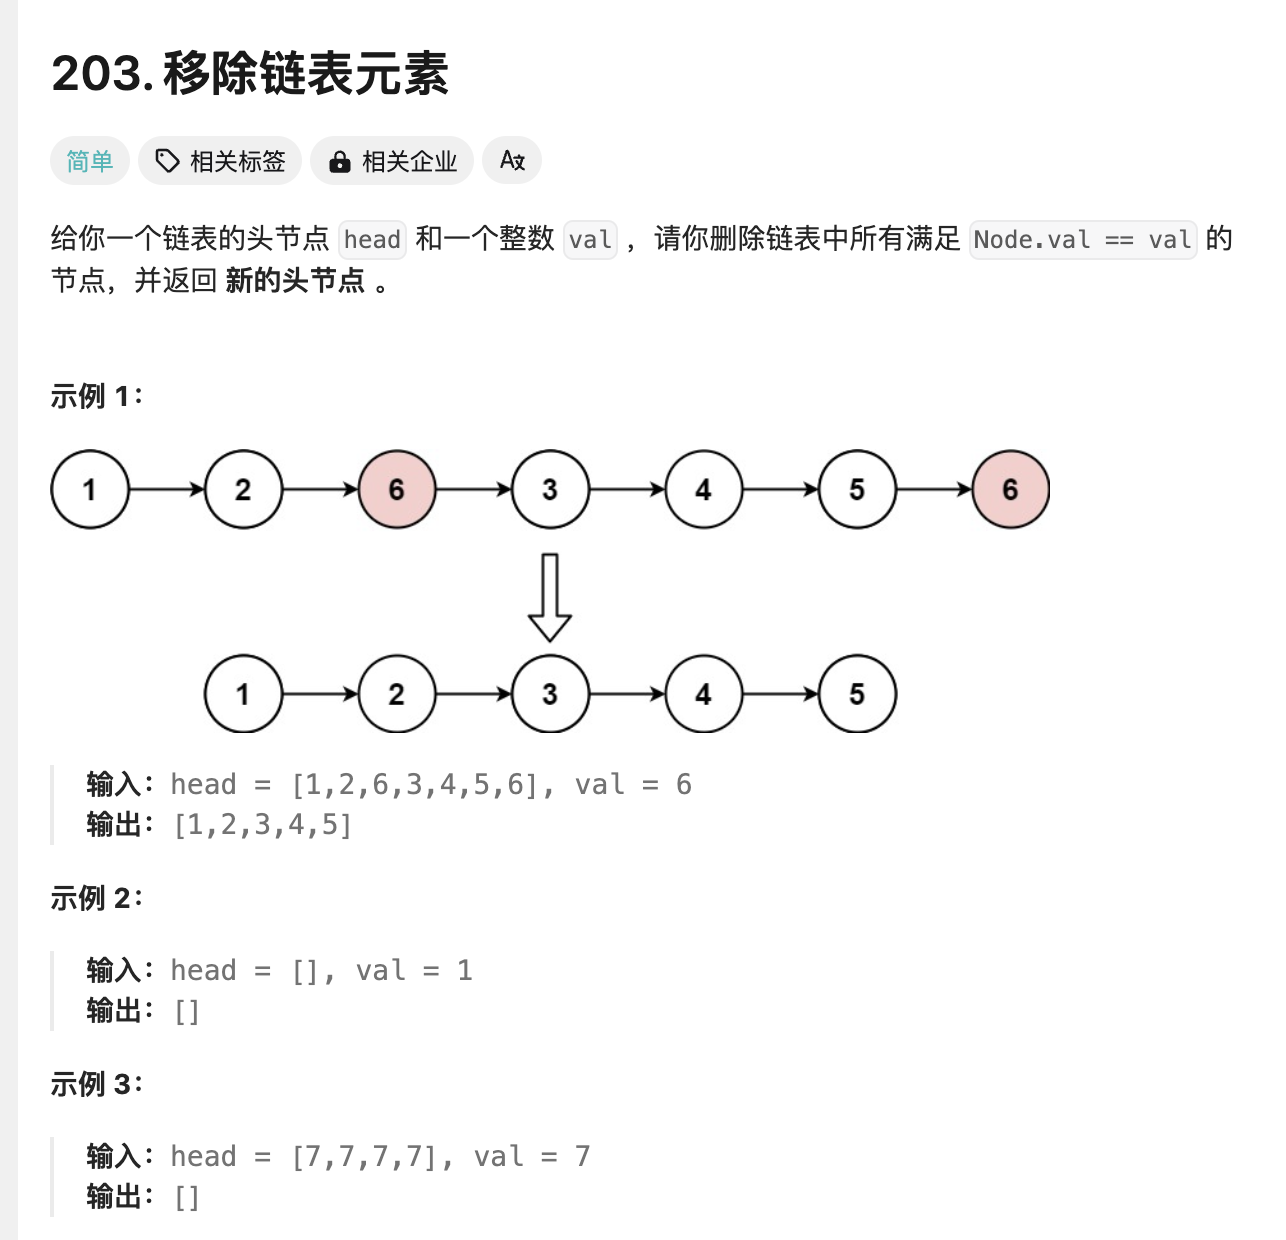 203. 移除链表元素
简单 相关标签 相关企业 A文
给你一个链表的头节点 head 和一个整数 val ，请你删除链表中所有满足 Node.val == val 的
节点，并返回 新的头节点 。
示例 1：
1 2 6 3 4 5 6
1 2 3 4 5
输入：head = [1,2,6,3,4,5,6], val = 6
输出：[1,2,3,4,5]
示例 2：
输入：head = [], val = 1
输出：[]
示例 3：
输入：head = [7,7,7,7], val = 7
输出：[]